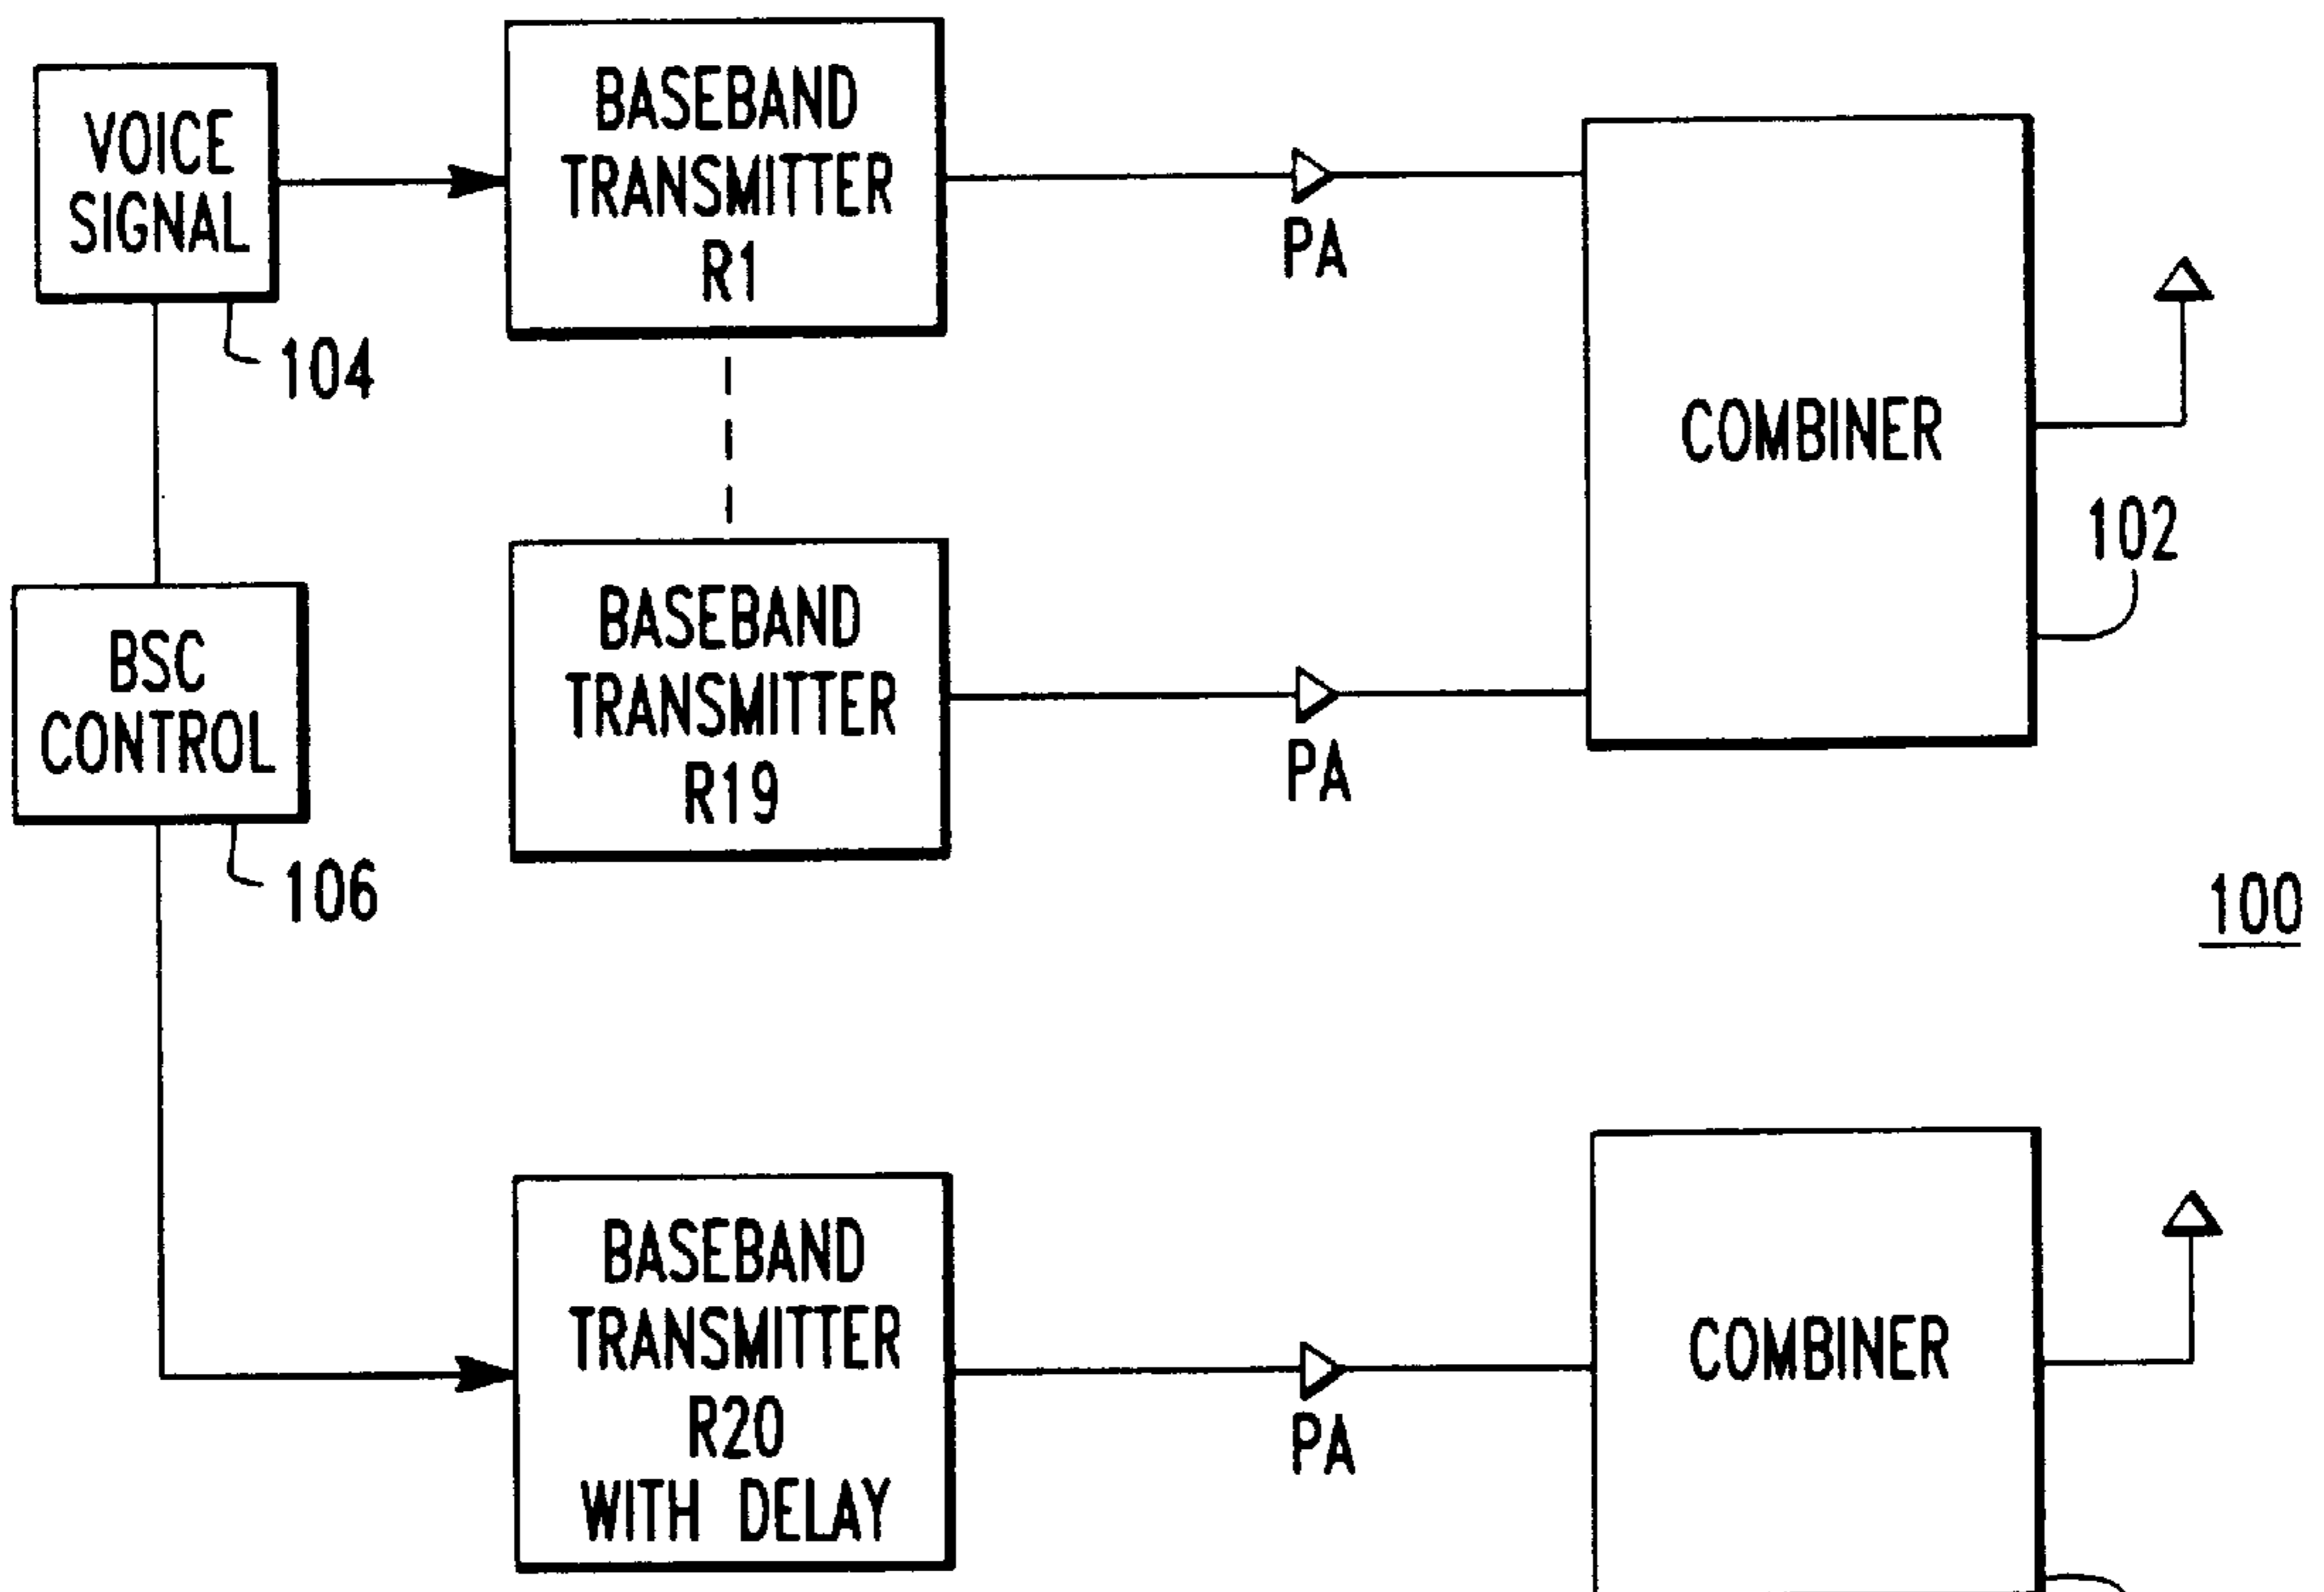 VOICE
SIGNAL
104
BASEBAND
TRANSMITTER
R1
PA
COMBINER
102
BSC
CONTROL
106
BASEBAND
TRANSMITTER
R19
PA
100
BASEBAND
TRANSMITTER
R20
WITH DELAY
PA
COMBINER